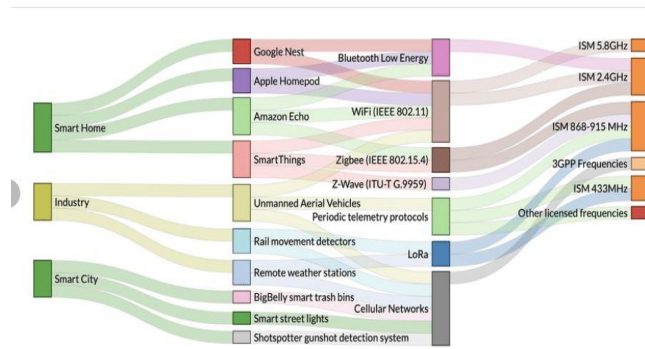 Smart Home
Industry
Smart City
Google Nest
Apple Homepod
Amazon Echo
SmartThings
Unmanned Aerial Vehicles
Rail movement detectors
Remote weather stations
BigBelly smart trash bins
Smart street lights
Shotspotter gunshot detection system
Bluetooth Low Energy
WiFi (IEEE 802.11)
Zigbee (IEEE 802.15.4)
Z-Wave (ITU-T G.9959)
Periodic telemetry protocols
LoRa
Cellular Networks
ISM 5.8GHz
ISM 2.4GHz
ISM 868-915 MHz
3GPP Frequencies
ISM 433MHz
Other licensed frequencies